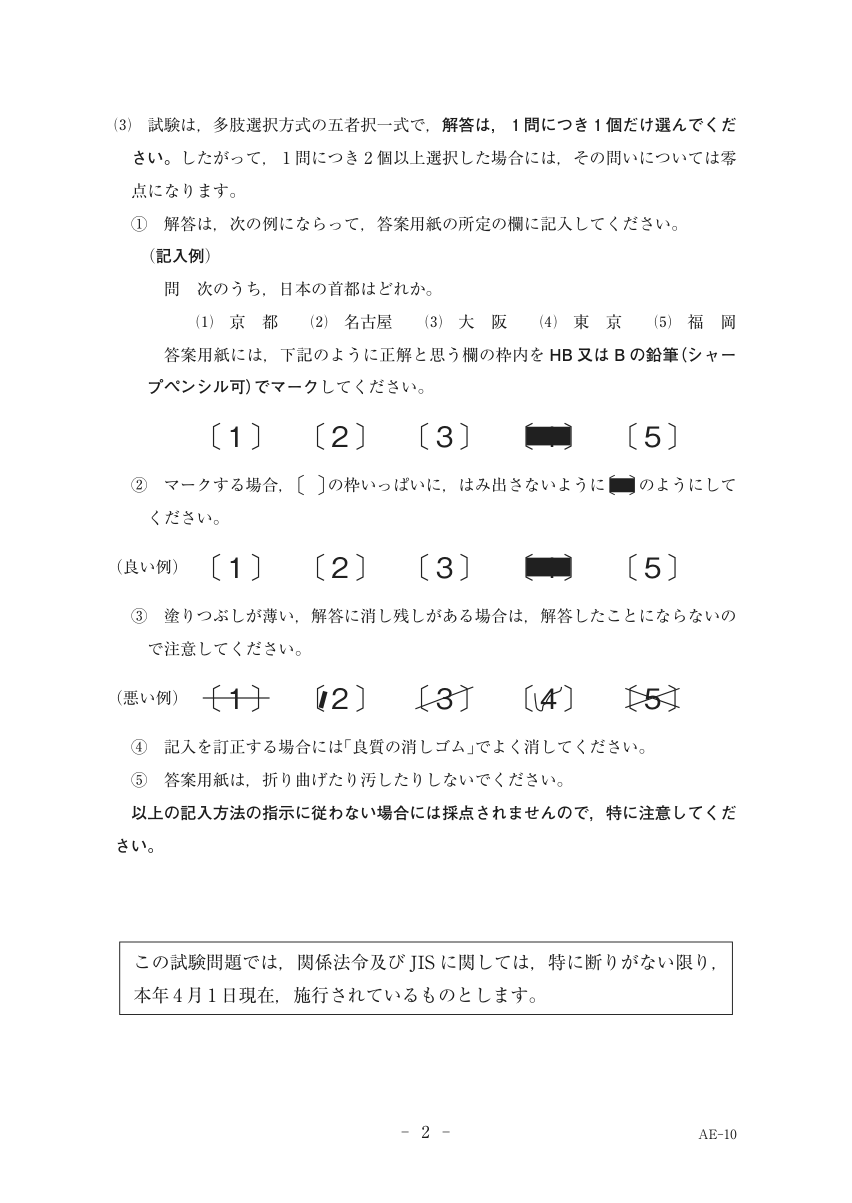 ⑶　試験は，多肢選択方式の五者択一式で，解答は，１問につき１個だけ選んでくだ
さい。したがって，１問につき２個以上選択した場合には，その問いについては零
点になります。
①　解答は，次の例にならって，答案用紙の所定の欄に記入してください。
（記入例）
問　次のうち，日本の首都はどれか。
⑴　京　都　　⑵　名古屋　　⑶　大　阪　　⑷　東　京　　⑸　福　岡
答案用紙には，下記のように正解と思う欄の枠内を HB 又は B の鉛筆（シャー
プペンシル可）でマークしてください。
〔１〕　〔２〕　〔３〕　〔　〕　〔５〕
②　マークする場合，〔　〕の枠いっぱいに，はみ出さないように〔　〕のようにして
ください。
（良い例）　〔１〕　〔２〕　〔３〕　〔　〕　〔５〕
③　塗りつぶしが薄い，解答に消し残しがある場合は，解答したことにならないの
で注意してください。
（悪い例）　〔１〕　〔２〕　〔３〕　〔４〕　〔５〕
④　記入を訂正する場合には「良質の消しゴム」でよく消してください。
⑤　答案用紙は，折り曲げたり汚したりしないでください。
以上の記入方法の指示に従わない場合には採点されませんので，特に注意してくだ
さい。
この試験問題では，関係法令及び JIS に関しては，特に断りがない限り，
本年４月１日現在，施行されているものとします。
－　２　－
AE-10